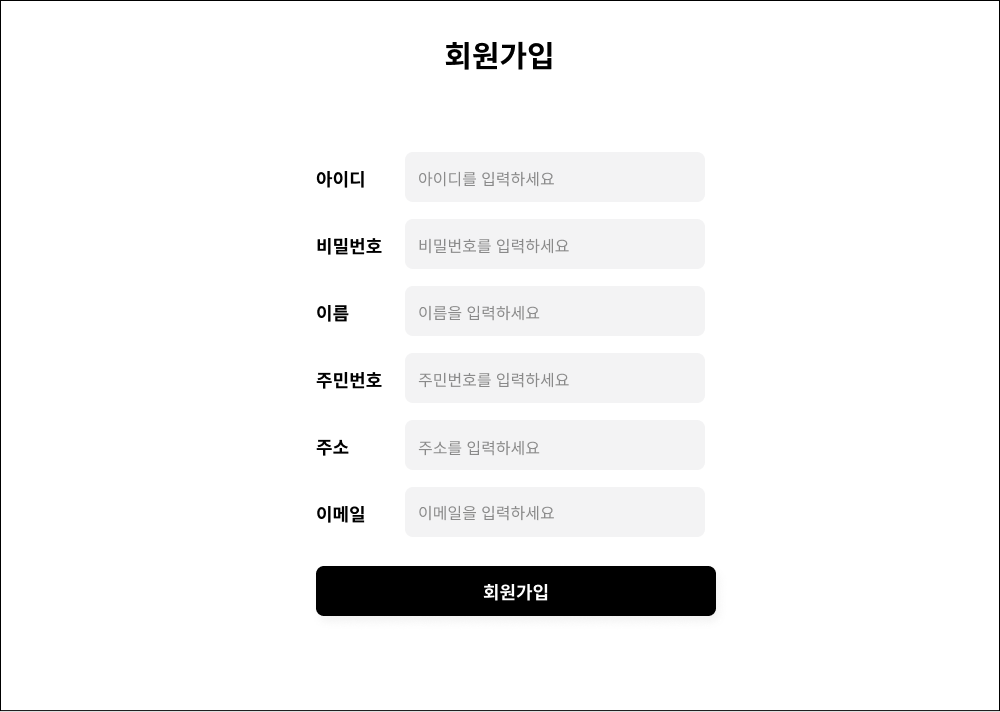 회원가입
아이디 아이디를 입력하세요
비밀번호 비밀번호를 입력하세요
이름 이름을 입력하세요
주민번호 주민번호를 입력하세요
주소 주소를 입력하세요
이메일 이메일을 입력하세요
회원가입